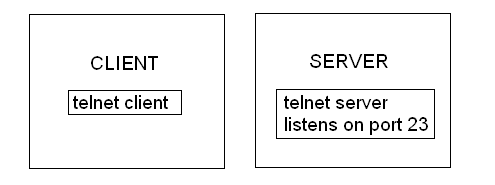 CLIENT
telnet client
SERVER
telnet server
listens on port 23